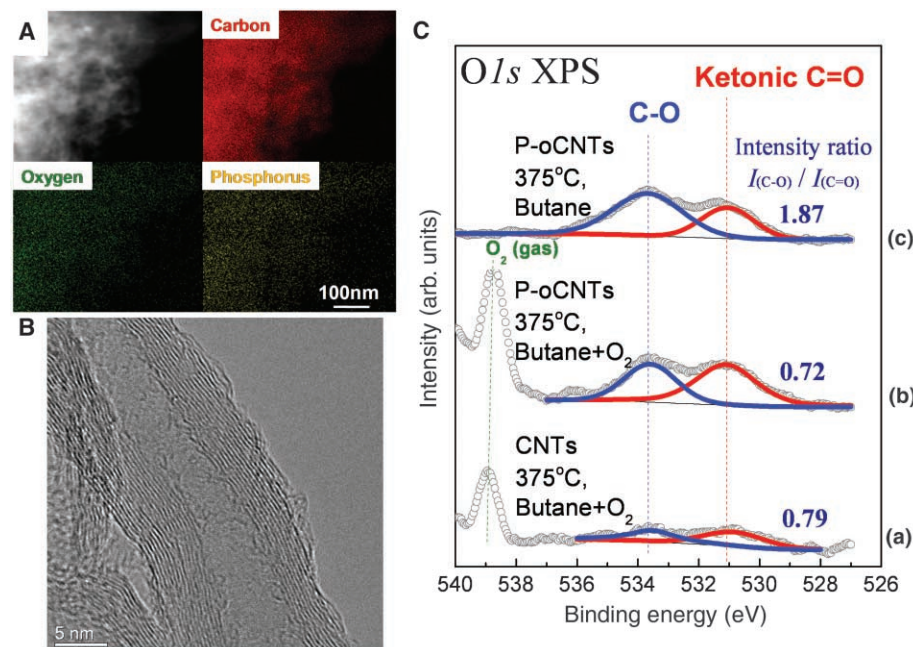 A
Carbon
Oxygen
Phosphorus
100nm
B
5 nm
C
O1s XPS
Ketonic C=O
C-O
P-oCNTs
375°C,
Butane
Intensity ratio
I(C-O) / I(C=O)
1.87
(c)
O2 (gas)
P-oCNTs
375°C,
Butane+O2
0.72
(b)
CNTs
375°C,
Butane+O2
0.79
(a)
Intensity (arb. units)
540 538 536 534 532 530 528 526
Binding energy (eV)